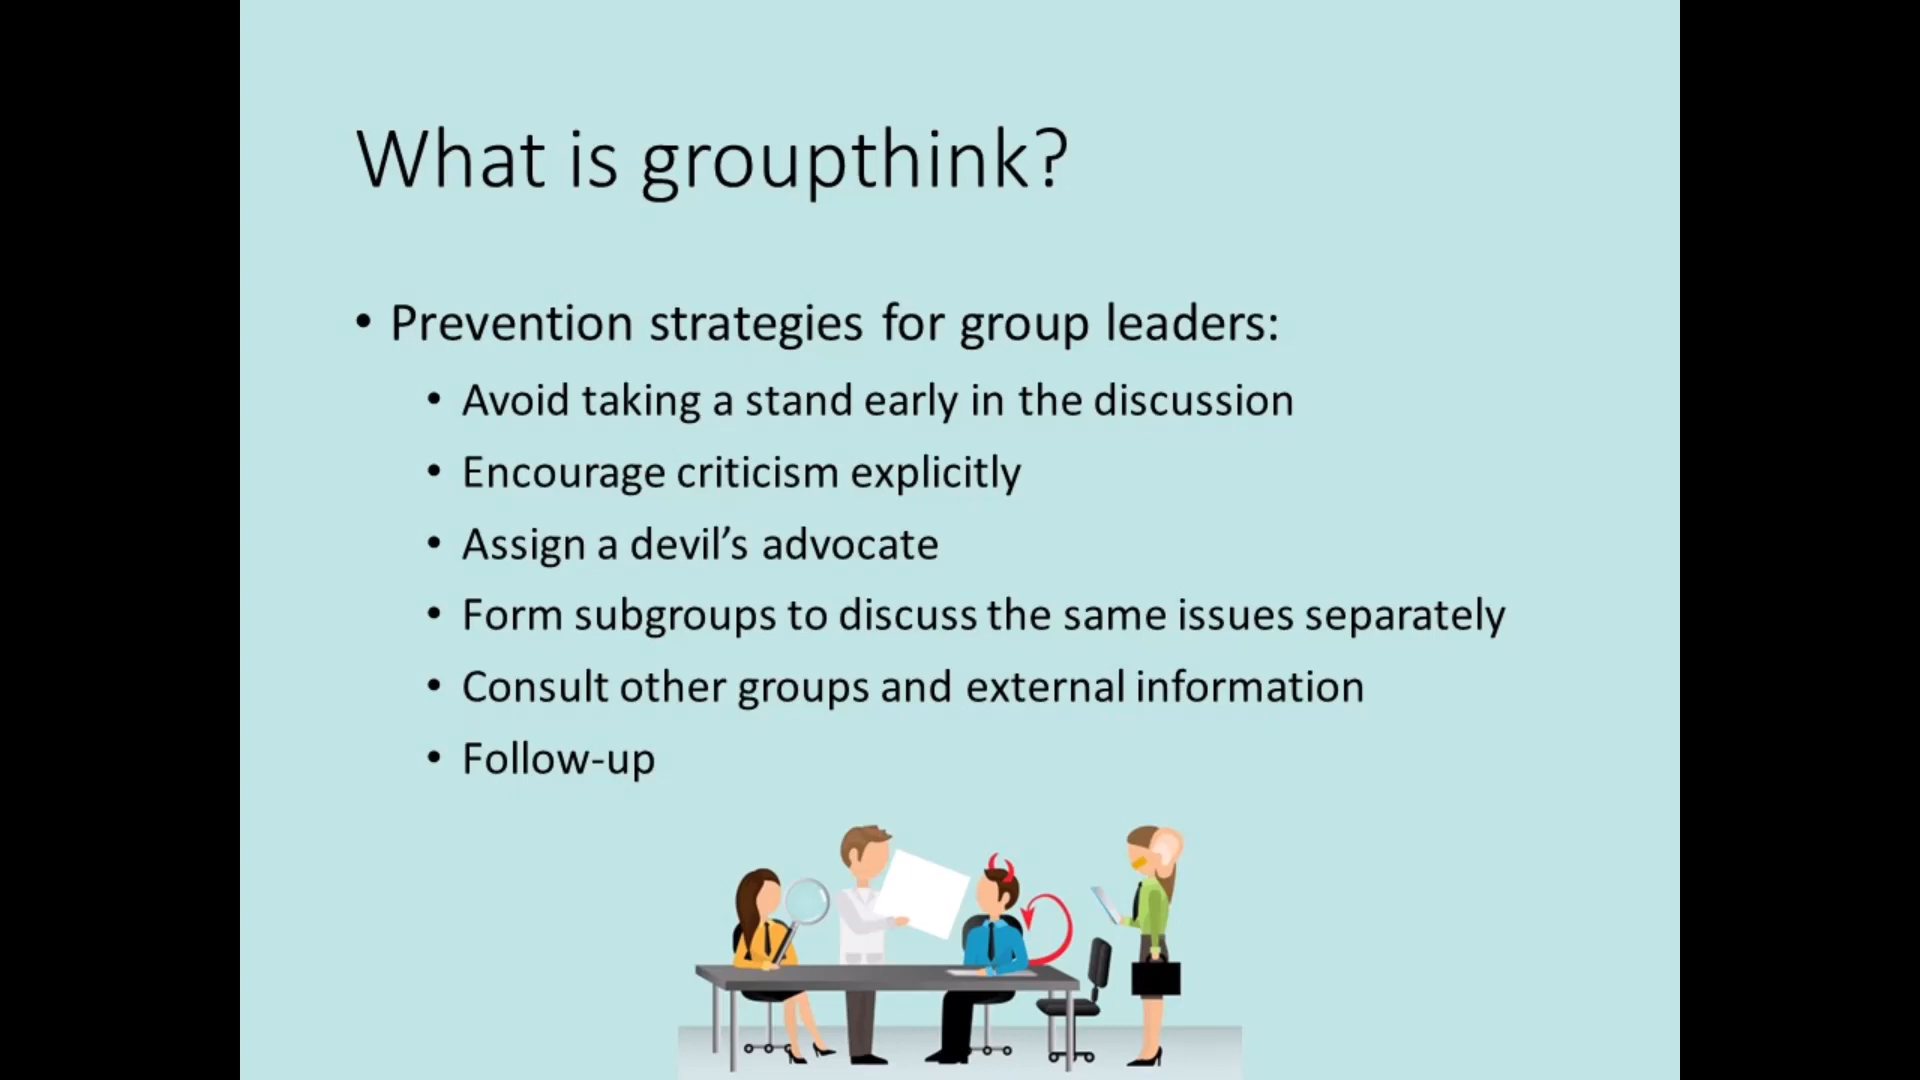 What is groupthink?
• Prevention strategies for group leaders:
• Avoid taking a stand early in the discussion
• Encourage criticism explicitly
• Assign a devil’s advocate
• Form subgroups to discuss the same issues separately
• Consult other groups and external information
• Follow-up